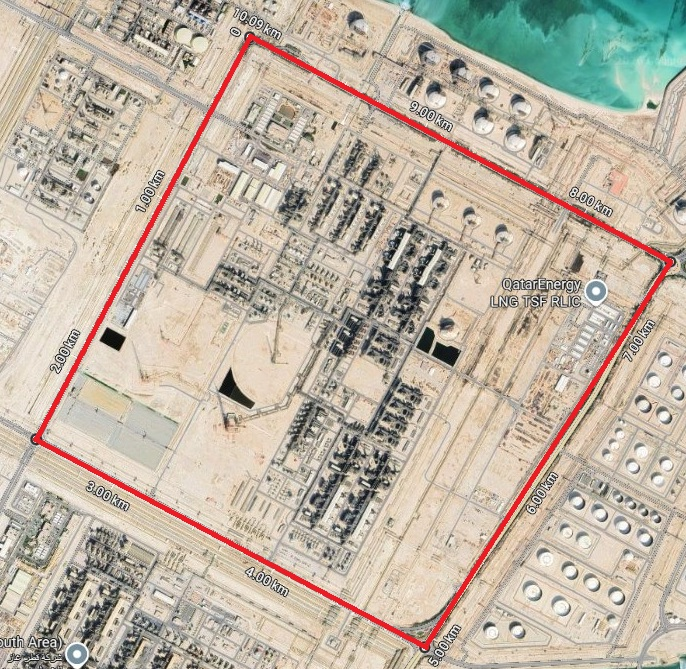 10.09 km
0
9.00 km
1.00 km
8.00 km
QatarEnergy
LNG TSF RLIC
7.00 km
2.00 km
6.00 km
3.00 km
4.00 km
5.00 km
outh Area)